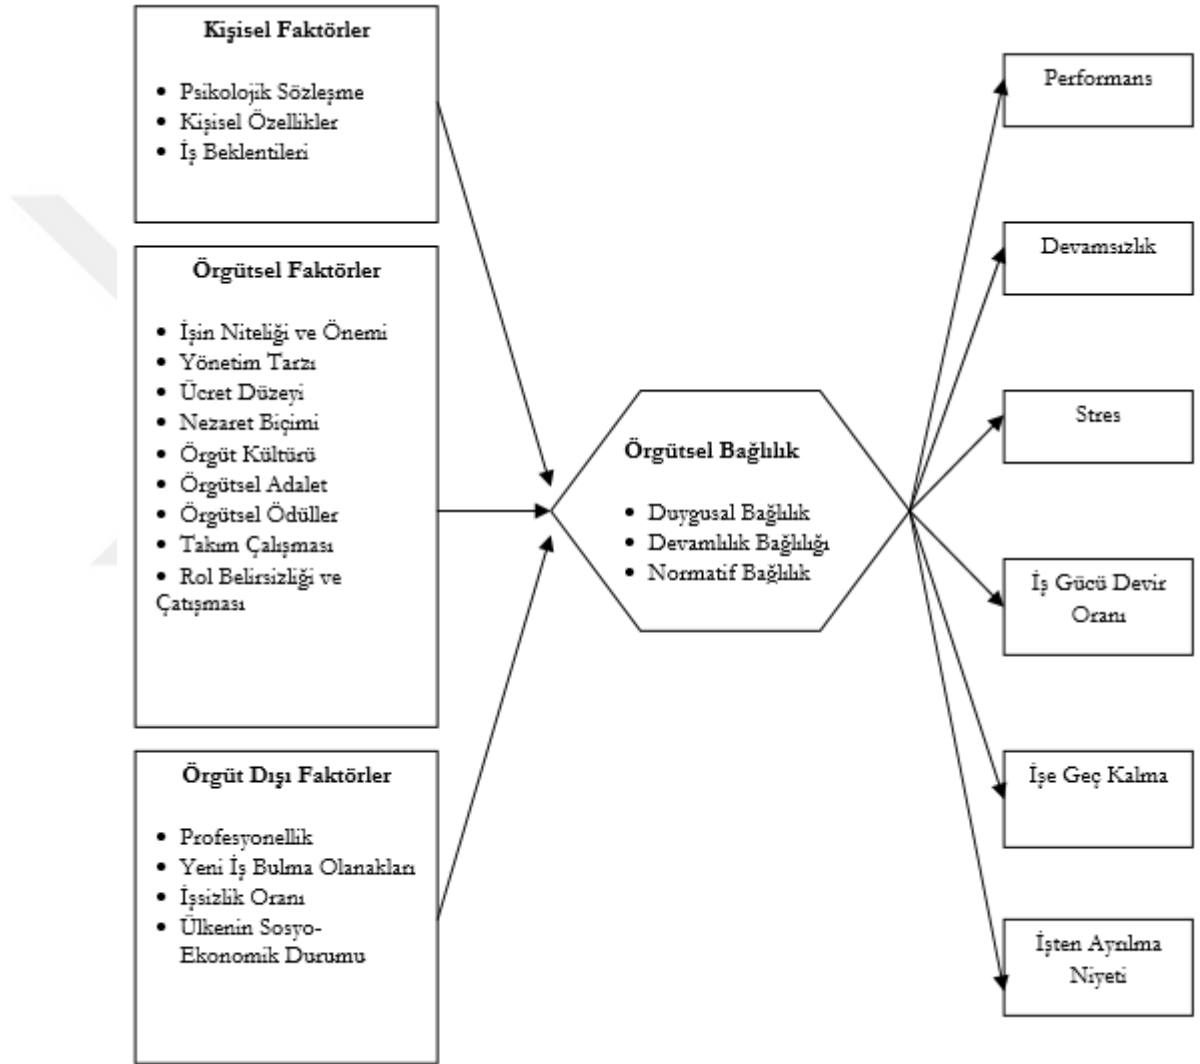 Kişisel Faktörler
• Psikolojik Sözleşme
• Kişisel Özellikler
• İş Beklentileri
Örgütsel Faktörler
• İşin Niteliği ve Önemi
• Yönetim Tarzı
• Ücret Düzeyi
• Nezaret Biçimi
• Örgüt Kültürü
• Örgütsel Adalet
• Örgütsel Ödüller
• Takım Çalışması
• Rol Belirsizliği ve
Çatışması
Örgüt Dışı Faktörler
• Profesyonellik
• Yeni İş Bulma Olanakları
• İşsizlik Oranı
• Ülkenin Sosyo-
Ekonomik Durumu
Örgütsel Bağlılık
• Duygusal Bağlılık
• Devamlılık Bağlılığı
• Normatif Bağlılık
Performans
Devamsızlık
Stres
İş Gücü Devir
Oranı
İşe Geç Kalma
İşten Ayrılma
Niyeti